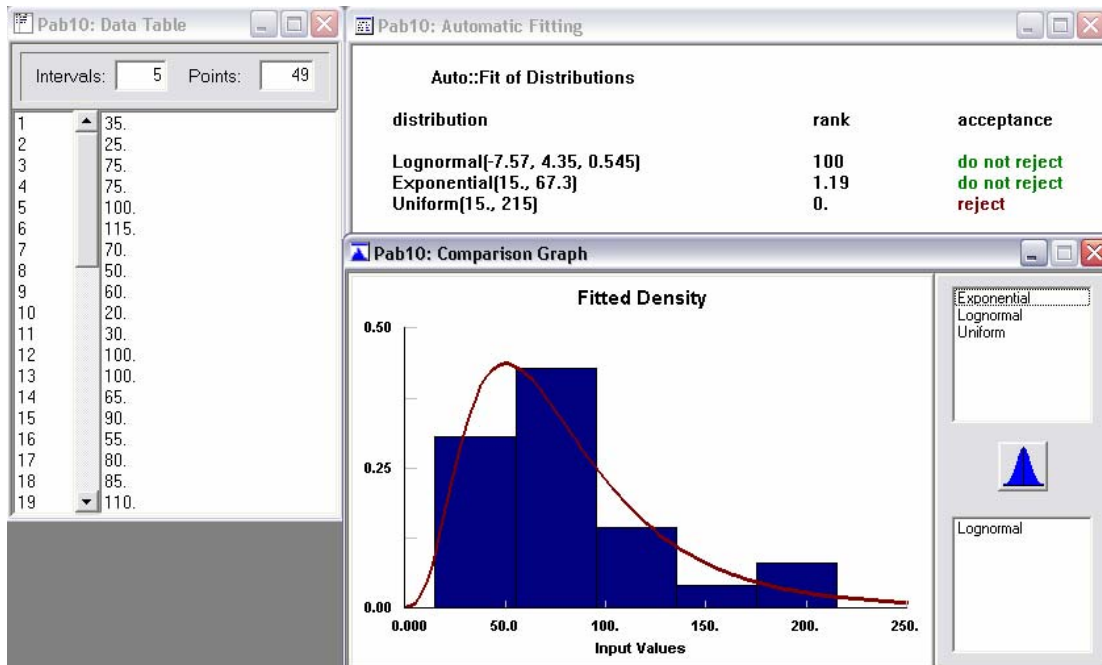 Pab10: Data Table
Intervals: 5 Points: 49
1 35.
2 25.
3 75.
4 75.
5 100.
6 115.
7 70.
8 50.
9 60.
10 20.
11 30.
12 100.
13 100.
14 65.
15 90.
16 55.
17 80.
18 85.
19 110.
Pab10: Automatic Fitting
Auto::Fit of Distributions
distribution rank acceptance
Lognormal(-7.57, 4.35, 0.545) 100 do not reject
Exponential(15., 67.3) 1.19 do not reject
Uniform(15., 215) 0. reject
Pab10: Comparison Graph
Fitted Density
0.50
0.25
0.00
0.000 50.0 100. 150. 200. 250.
Input Values
Exponential
Lognormal
Uniform
Lognormal